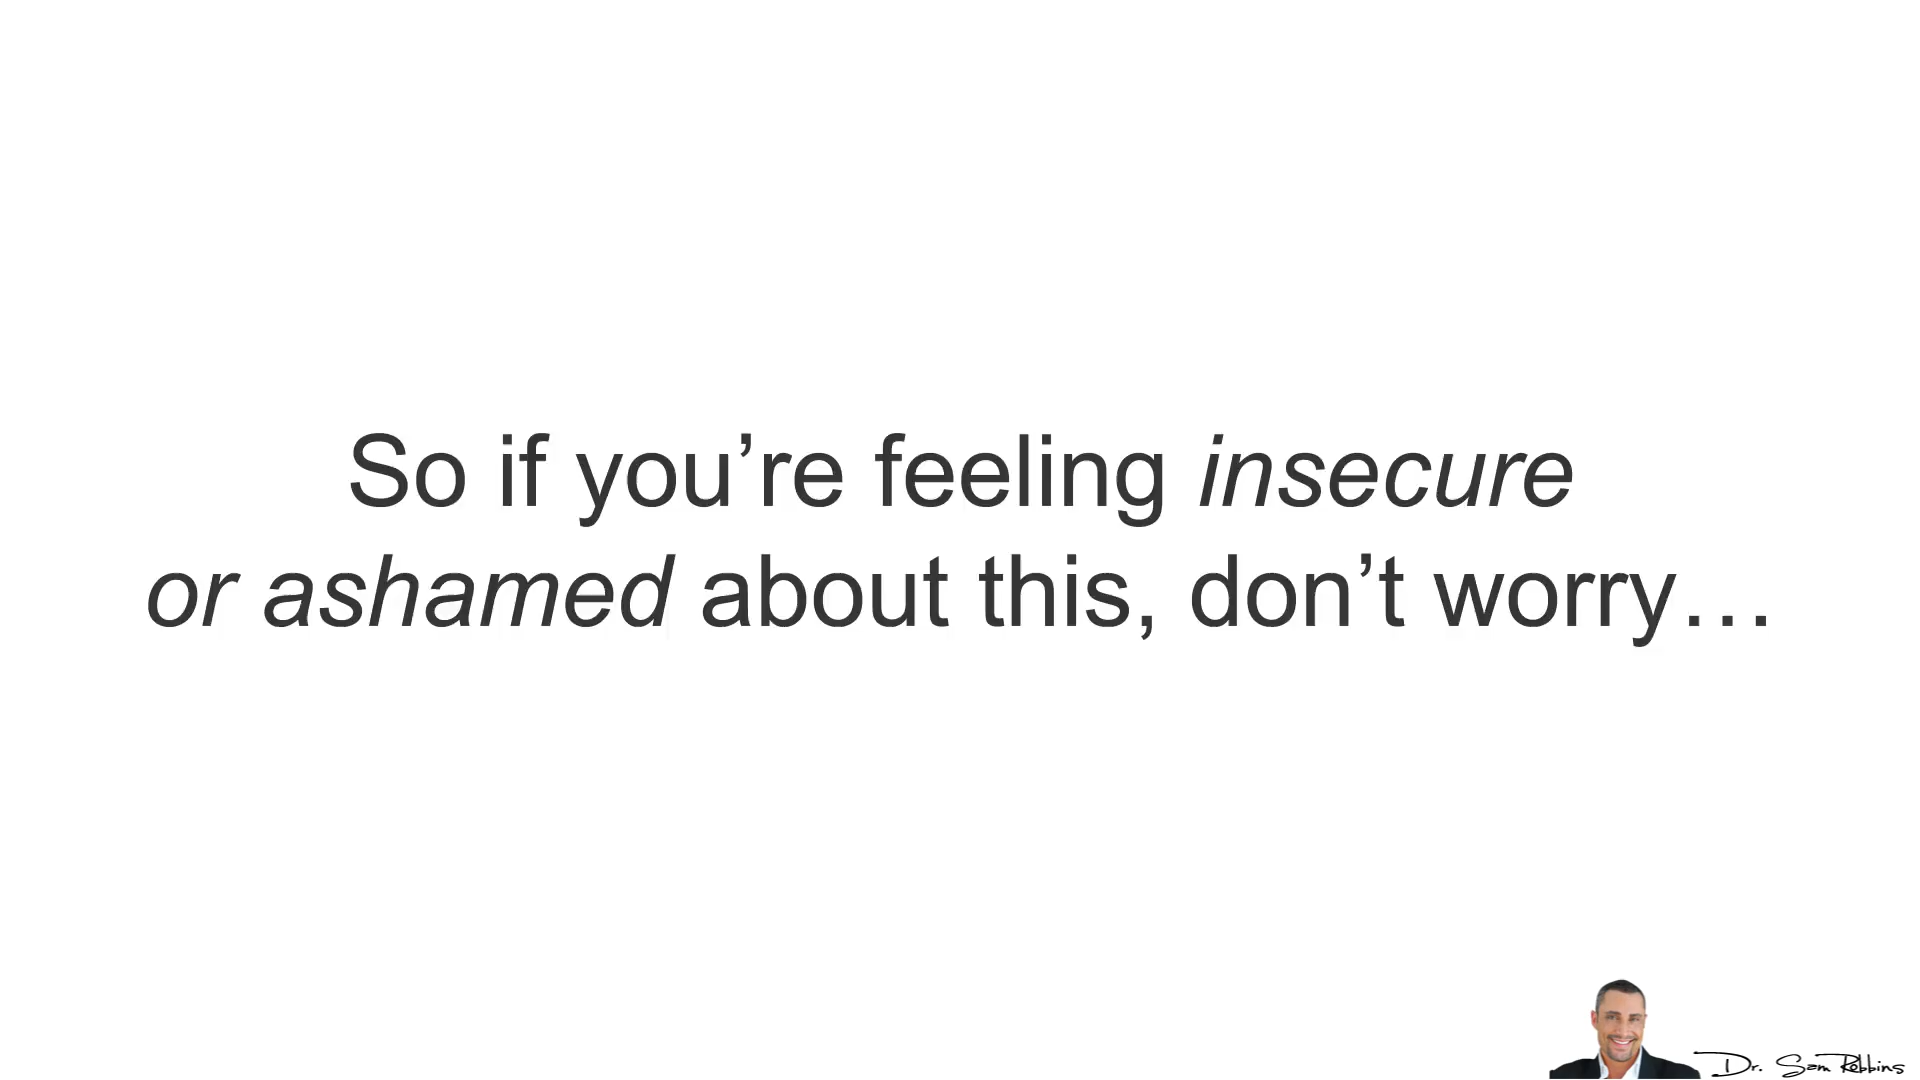 So if you’re feeling insecure
or ashamed about this, don’t worry…
Dr. Sam Robbins